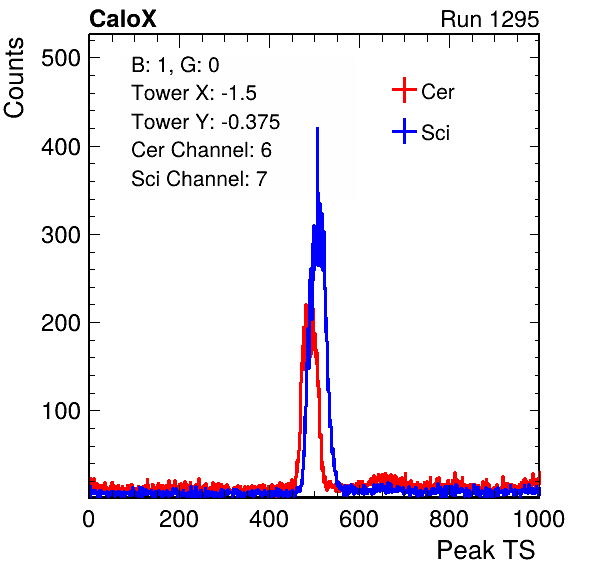 CaloX Run 1295
Counts
500
400
300
200
100
B: 1, G: 0
Tower X: -1.5
Tower Y: -0.375
Cer Channel: 6
Sci Channel: 7
Cer
Sci
0 200 400 600 800 1000
Peak TS